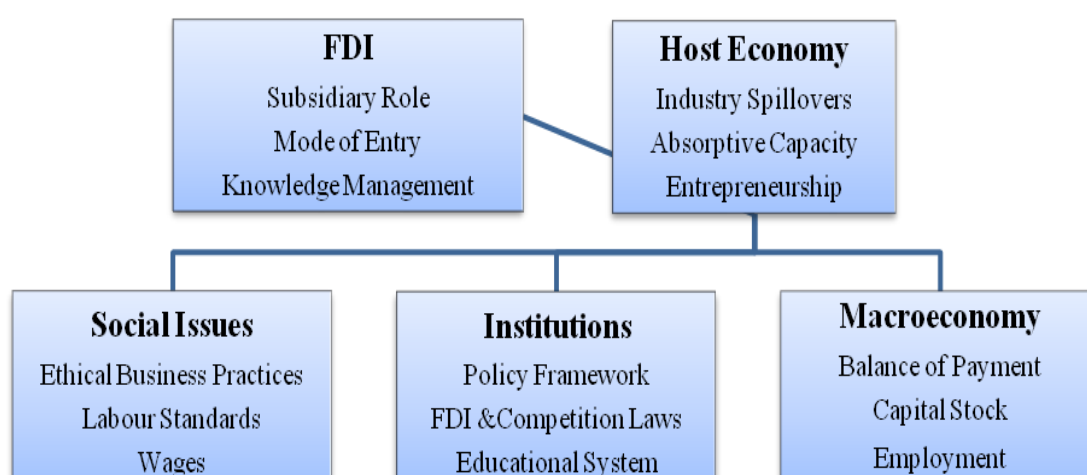 FDI
Subsidiary Role
Mode of Entry
Knowledge Management
Host Economy
Industry Spillovers
Absorptive Capacity
Entrepreneurship
Social Issues
Ethical Business Practices
Labour Standards
Wages
Institutions
Policy Framework
FDI &Competition Laws
Educational System
Macroeconomy
Balance of Payment
Capital Stock
Employment